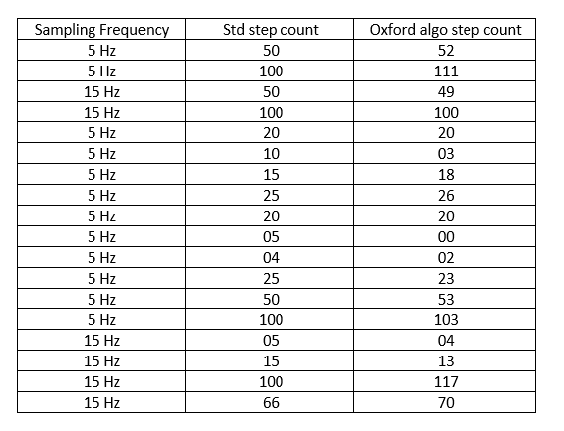 Sampling Frequency Std step count Oxford algo step count
5 Hz 50 52
5 Hz 100 111
15 Hz 50 49
15 Hz 100 100
5 Hz 20 20
5 Hz 10 03
5 Hz 15 18
5 Hz 25 26
5 Hz 20 20
5 Hz 05 00
5 Hz 04 02
5 Hz 25 23
5 Hz 50 53
5 Hz 100 103
15 Hz 05 04
15 Hz 15 13
15 Hz 100 117
15 Hz 66 70